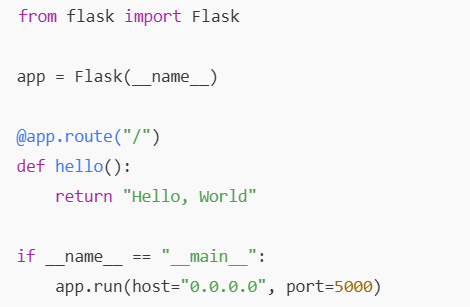 from flask import Flask
app = Flask(__name__)
@app.route("/")
def hello():
    return "Hello, World"
if __name__ == "__main__":
    app.run(host="0.0.0.0", port=5000)